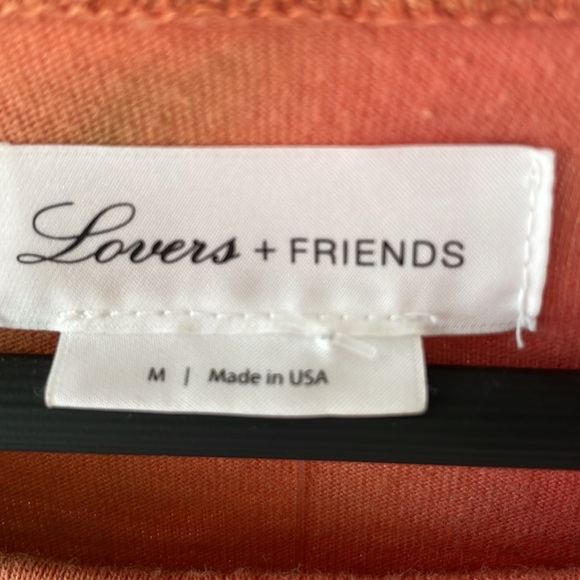 Lovers + FRIENDS
M | Made in USA